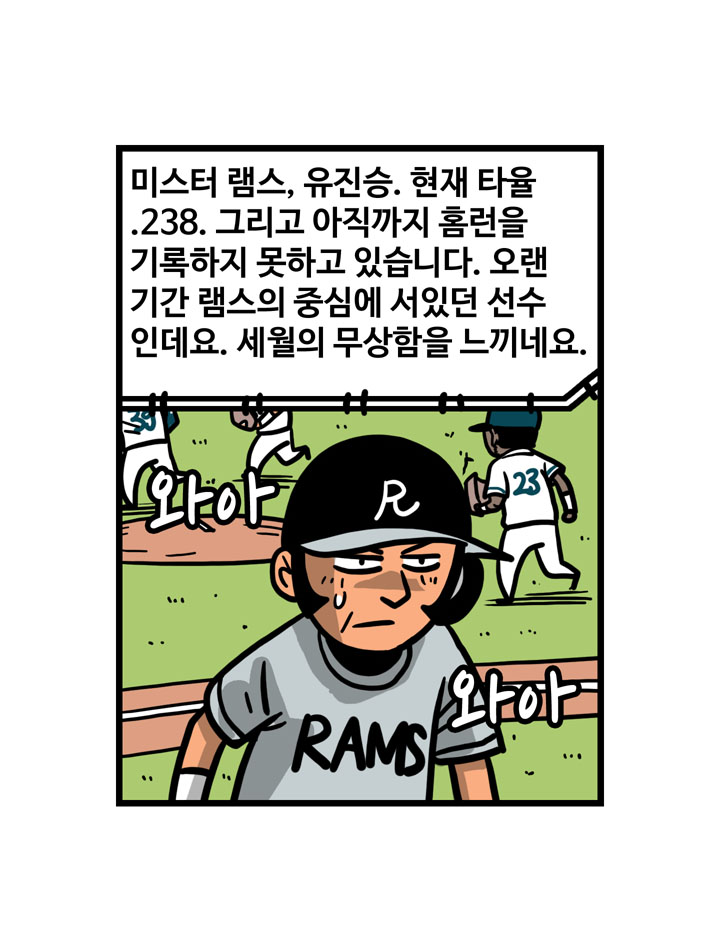 미스터 램스, 유진승. 현재 타율
.238. 그리고 아직까지 홈런을
기록하지 못하고 있습니다. 오랜
기간 램스의 중심에 서있던 선수
인데요. 세월의 무상함을 느끼네요.
39
23
와아
R
와아
RAMS